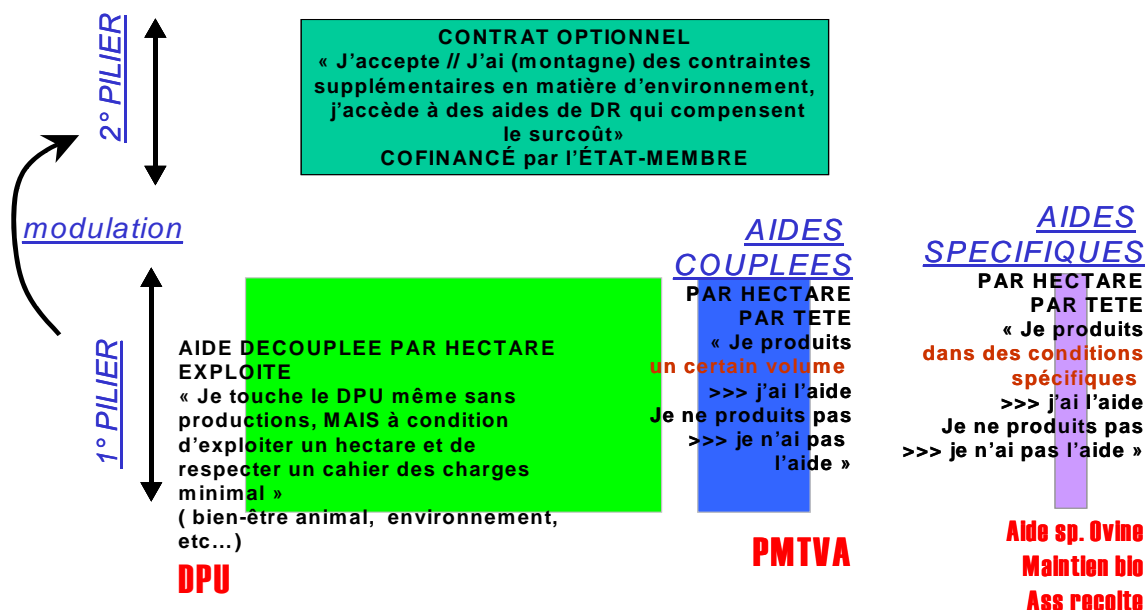 CONTRAT OPTIONNEL
« J'accepte // J'ai (montagne) des contraintes
supplémentaires en matière d'environnement,
j'accède à des aides de DR qui compensent
le surcoût»
COFINANCÉ par l'ÉTAT-MEMBRE
2° PILIER
modulation
1° PILIER
AIDE DECOUPLEE PAR HECTARE
EXPLOITE
« Je touche le DPU même sans
productions, MAIS à condition
d'exploiter un hectare et de
respecter un cahier des charges
minimal »
( bien-être animal, environnement,
etc...)
DPU
AIDES
COUPLEES
PAR HECTARE
PAR TETE
« Je produits
un certain volume
>>> j'ai l'aide
Je ne produits pas
>>> je n'ai pas
l'aide »
PMTVA
AIDES
SPECIFIQUES
PAR HECTARE
PAR TETE
« Je produits
dans des conditions
spécifiques
>>> j'ai l'aide
Je ne produits pas
>>> je n'ai pas l'aide »
Aide sp. Ovine
Maintien bio
Ass recolte